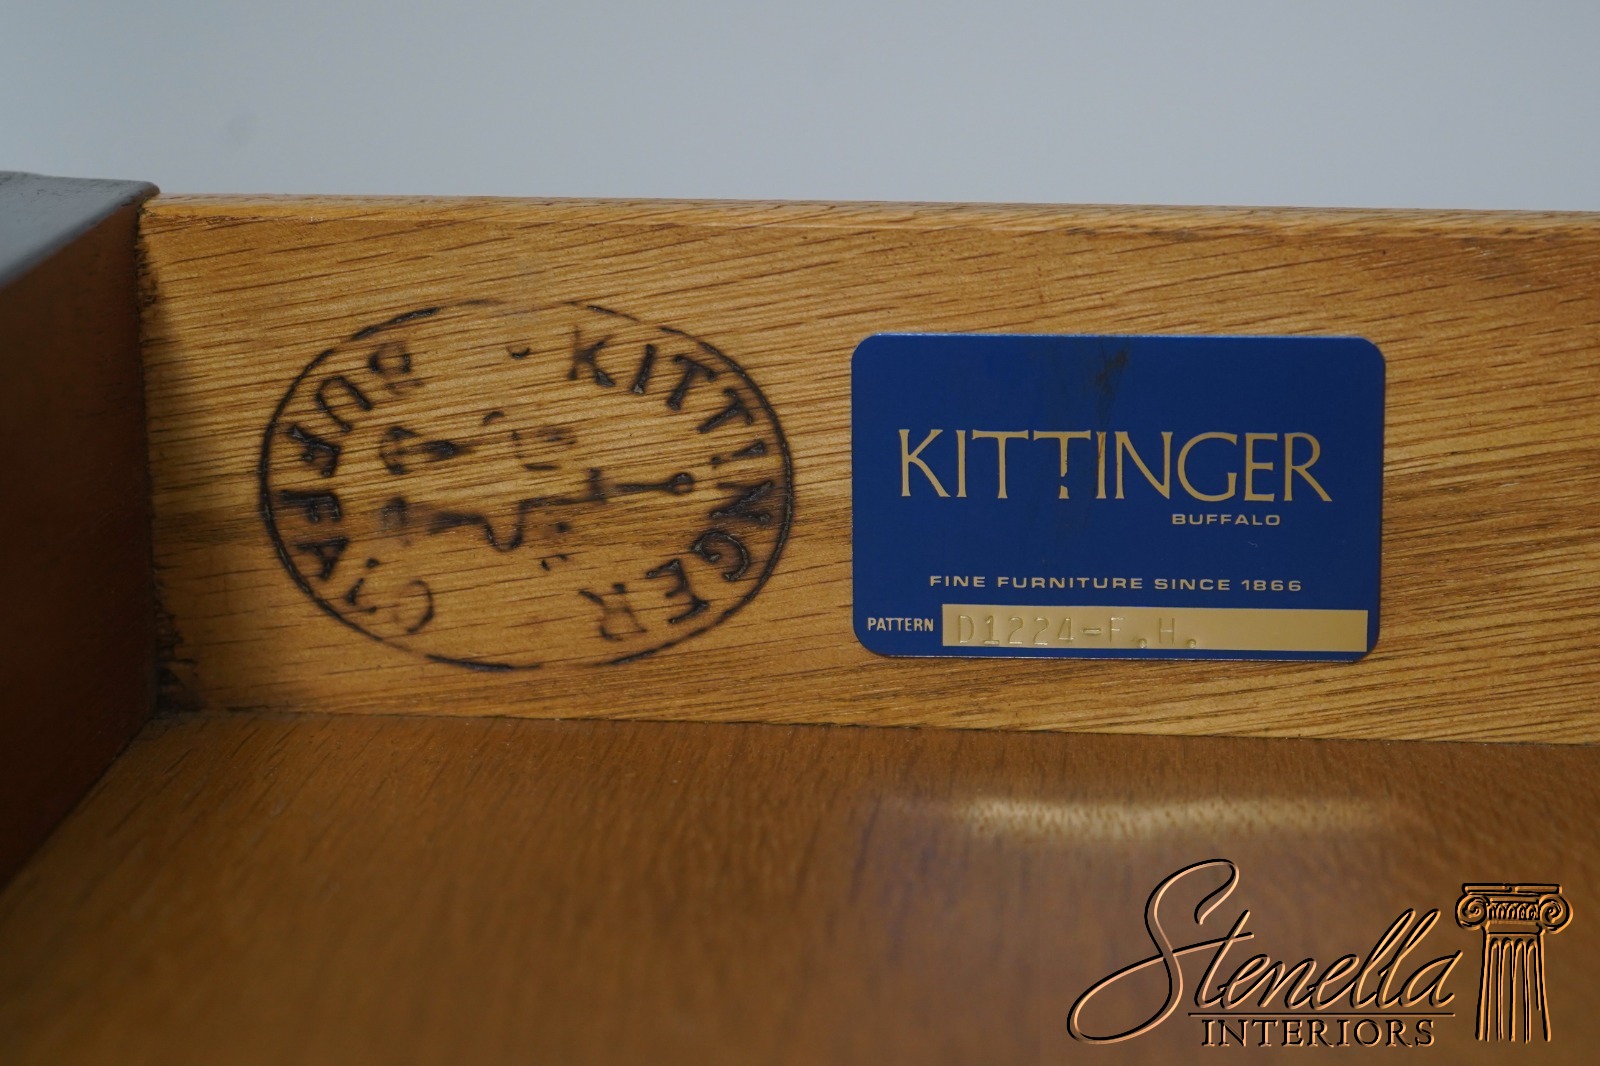 KITTINGER
BUFFALO
KITTINGER
BUFFALO
FINE FURNITURE SINCE 1866
PATTERN D1224-F.H.
Stenella
INTERIORS